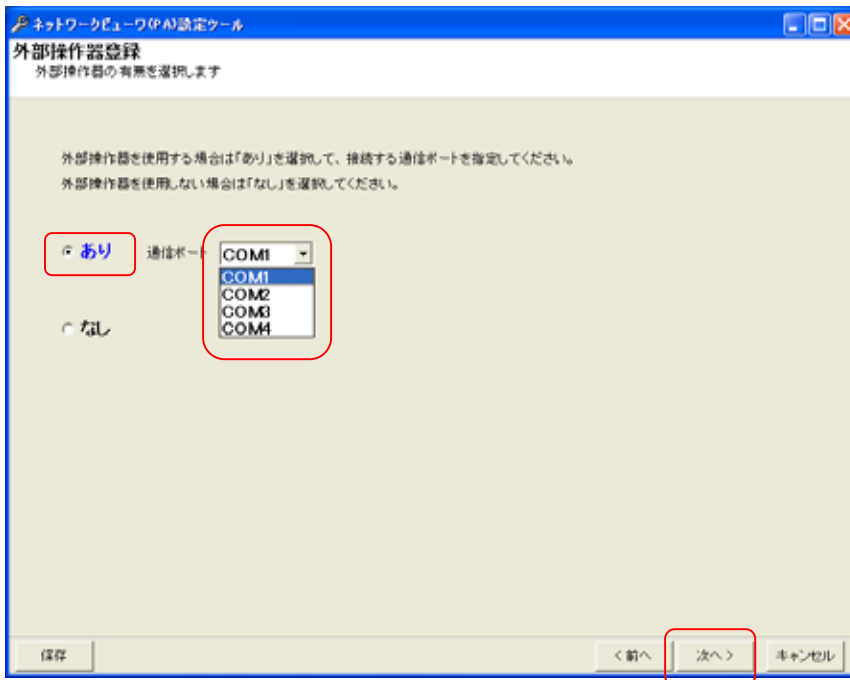 ネットワークビューワ(PA)設定ツール
外部操作器登録
外部操作器の有無を選択します
外部操作器を使用する場合は「あり」を選択して、接続する通信ポートを指定してください。
外部操作器を使用しない場合は「なし」を選択してください。
あり 通信ポート COM1
COM1
COM2
COM3
COM4
なし
保存 <前へ 次へ> キャンセル